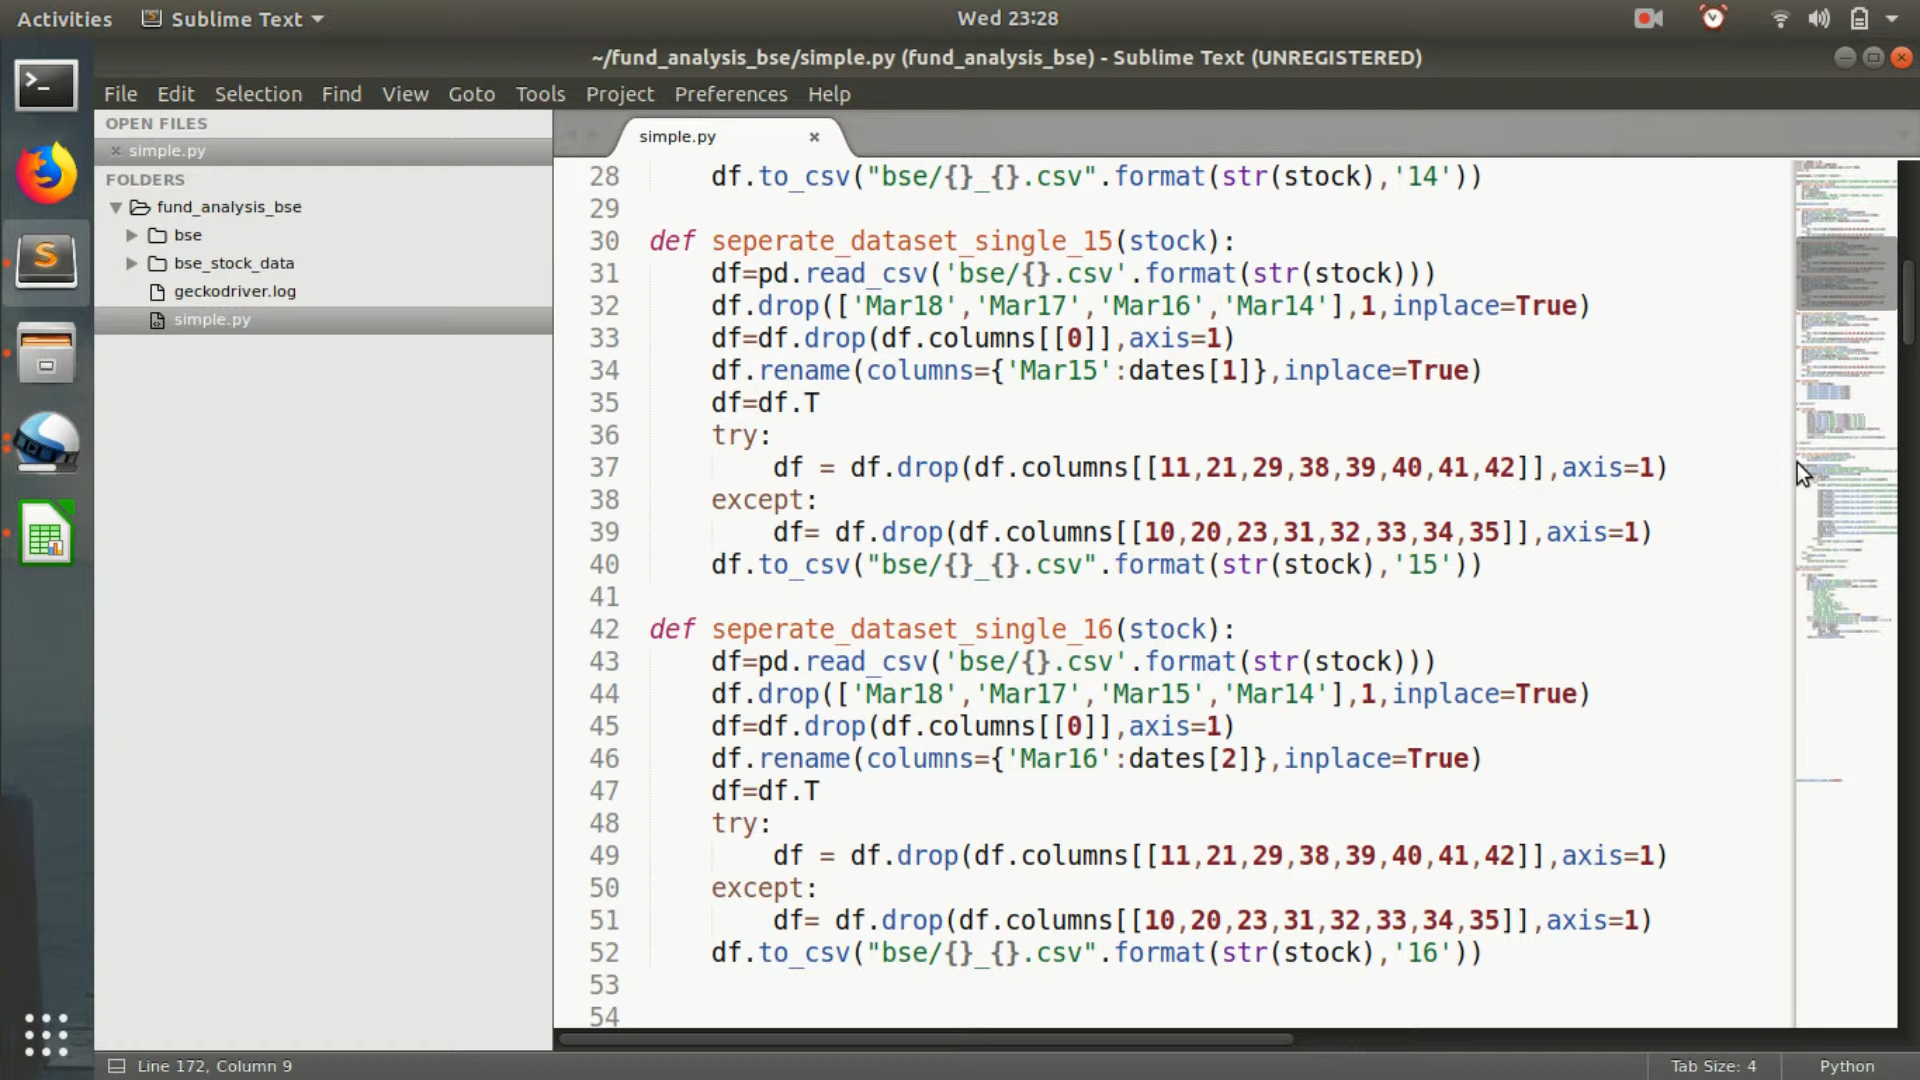 Activities Sublime Text Wed 23:28
~/fund_analysis_bse/simple.py (fund_analysis_bse) - Sublime Text (UNREGISTERED)
File Edit Selection Find View Goto Tools Project Preferences Help
OPEN FILES
simple.py
FOLDERS
fund_analysis_bse
bse
bse_stock_data
geckodriver.log
simple.py
simple.py
28     df.to_csv("bse/{}_{}.csv".format(str(stock),'14'))
29
30 def seperate_dataset_single_15(stock):
31     df=pd.read_csv('bse/{}.csv'.format(str(stock)))
32     df.drop(['Mar18','Mar17','Mar16','Mar14'],1,inplace=True)
33     df=df.drop(df.columns[[0]],axis=1)
34     df.rename(columns={'Mar15':dates[1]},inplace=True)
35     df=df.T
36     try:
37         df = df.drop(df.columns[[11,21,29,38,39,40,41,42]],axis=1)
38     except:
39         df= df.drop(df.columns[[10,20,23,31,32,33,34,35]],axis=1)
40     df.to_csv("bse/{}_{}.csv".format(str(stock),'15'))
41
42 def seperate_dataset_single_16(stock):
43     df=pd.read_csv('bse/{}.csv'.format(str(stock)))
44     df.drop(['Mar18','Mar17','Mar15','Mar14'],1,inplace=True)
45     df=df.drop(df.columns[[0]],axis=1)
46     df.rename(columns={'Mar16':dates[2]},inplace=True)
47     df=df.T
48     try:
49         df = df.drop(df.columns[[11,21,29,38,39,40,41,42]],axis=1)
50     except:
51         df= df.drop(df.columns[[10,20,23,31,32,33,34,35]],axis=1)
52     df.to_csv("bse/{}_{}.csv".format(str(stock),'16'))
53
54
Line 172, Column 9 Tab Size: 4 Python